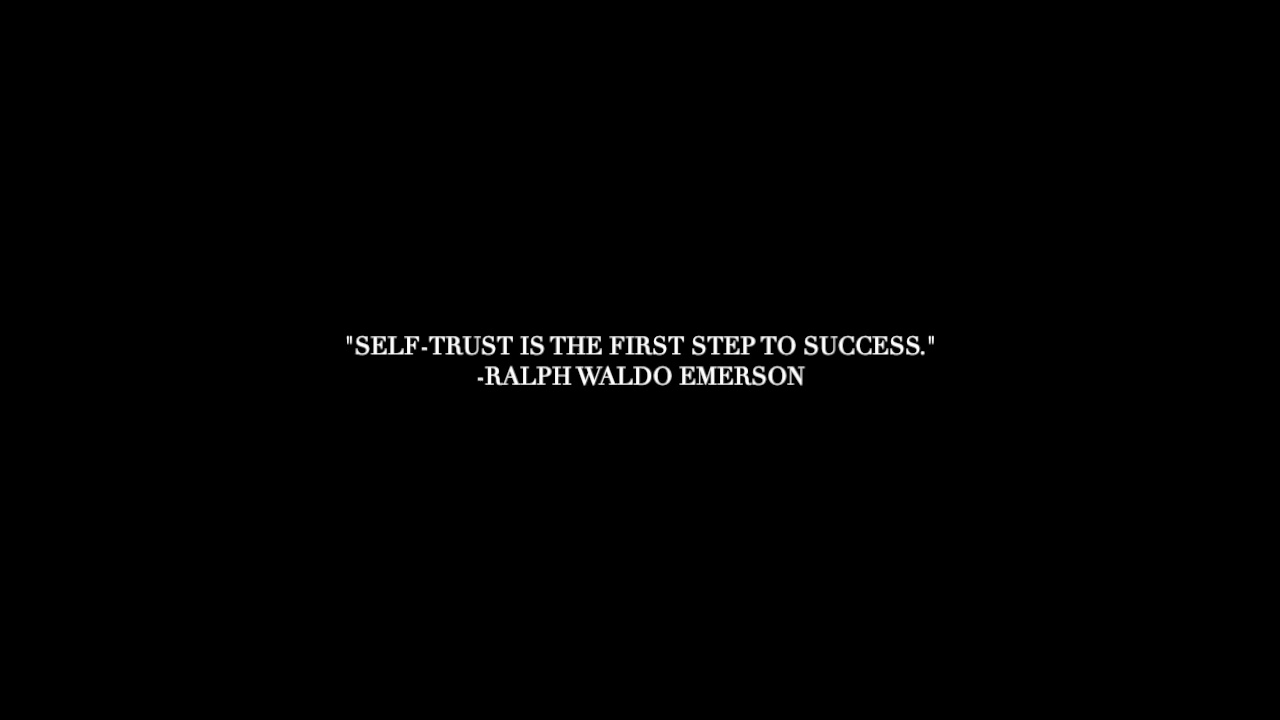 "SELF-TRUST IS THE FIRST STEP TO SUCCESS."
-RALPH WALDO EMERSON